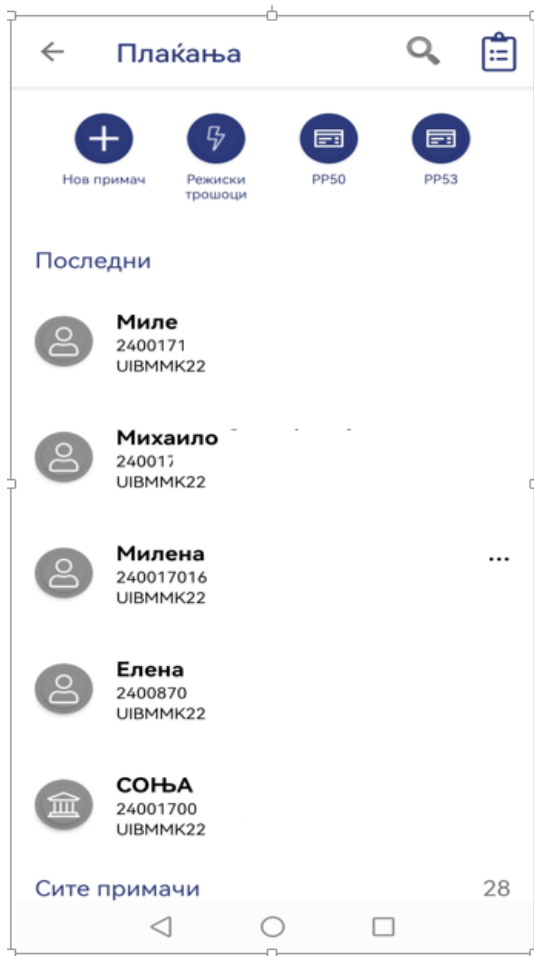 Плаќања
Нов примач
Режиски
трошоци
PP50
PP53
Последни
Миле
2400171
UIBMMK22
Михаило
240017
UIBMMK22
Милена
240017016
UIBMMK22
Елена
2400870
UIBMMK22
СОЊА
24001700
UIBMMK22
Сите примачи 28